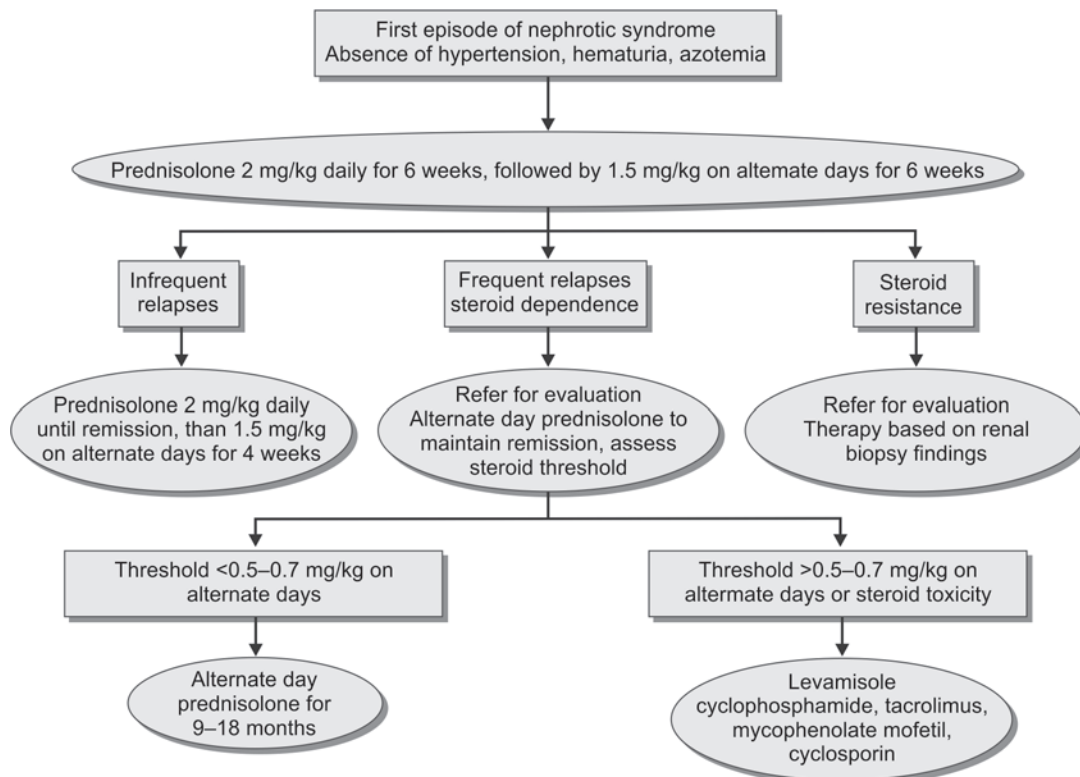 First episode of nephrotic syndrome
Absence of hypertension, hematuria, azotemia
Prednisolone 2 mg/kg daily for 6 weeks, followed by 1.5 mg/kg on altemate days for 6 weeks
Infrequent
relapses
Frequent relapses
steroid dependence
Steroid
resistance
Prednisolone 2 mg/kg daily
until remission, than 1.5 mg/kg
on alternate days for 4 weeks
Refer for evaluation
Alternate day prednisolone to
maintain remission, assess
steroid threshold
Refer for evaluation
Therapy based on renal
biopsy findings
Threshold <0.5–0.7 mg/kg on
alternate days
Threshold >0.5–0.7 mg/kg on
altermate days or steroid toxicity
Alternate day
prednisolone for
9–18 months
Levamisole
cyclophosphamide, tacrolimus,
mycophenolate mofetil,
cyclosporin